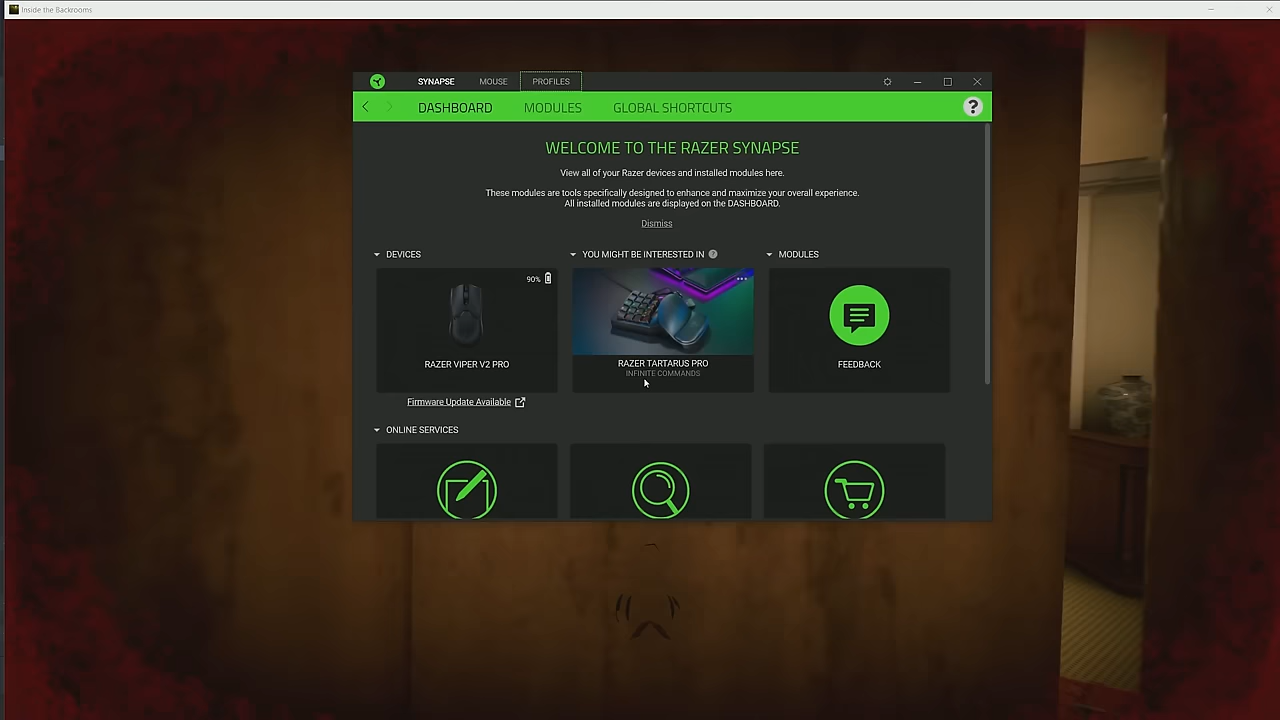 Inside the Backrooms
SYNAPSE MOUSE PROFILES
DASHBOARD MODULES GLOBAL SHORTCUTS ?
WELCOME TO THE RAZER SYNAPSE
View all of your Razer devices and installed modules here.
These modules are tools specifically designed to enhance and maximize your overall experience.
All installed modules are displayed on the DASHBOARD.
Dismiss
DEVICES
90%
RAZER VIPER V2 PRO
Firmware Update Available
YOU MIGHT BE INTERESTED IN ?
RAZER TARTARUS PRO
INFINITE COMMANDS
MODULES
FEEDBACK
ONLINE SERVICES